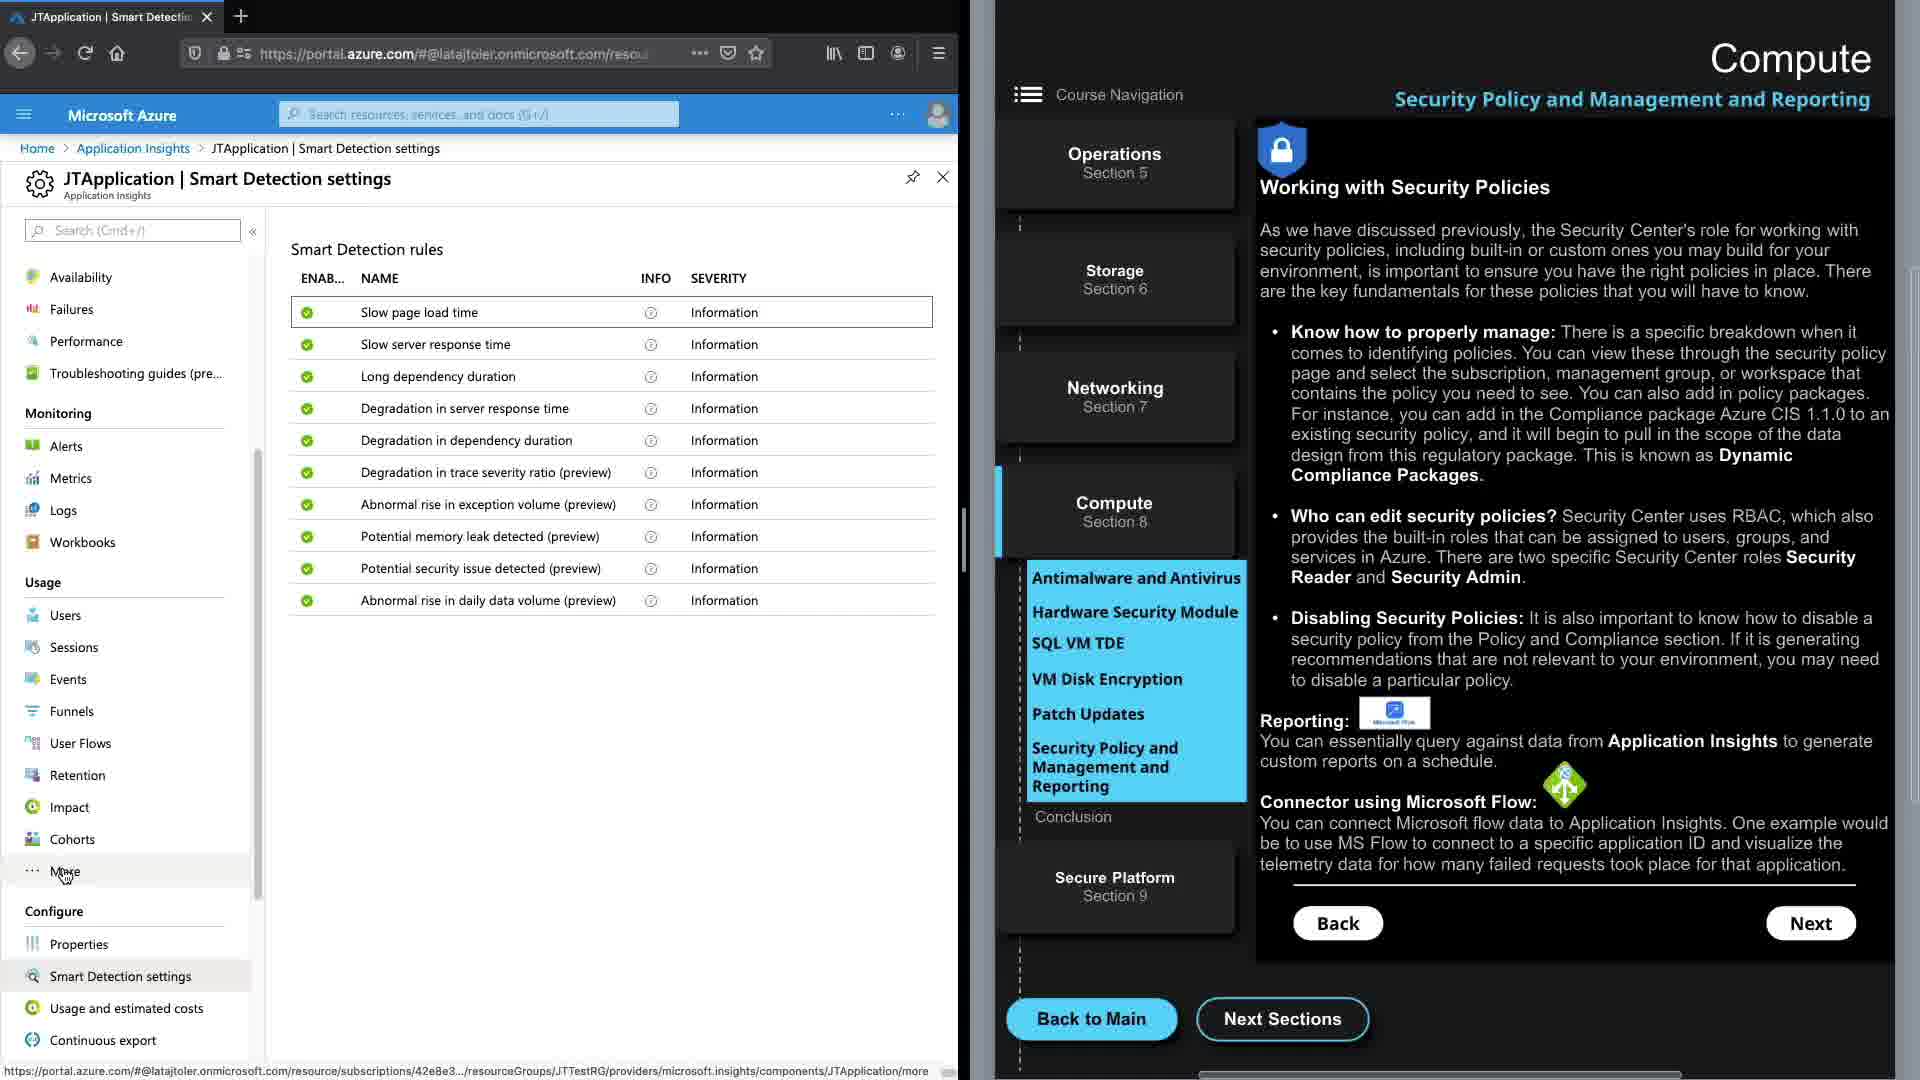 JTApplication | Smart Detectio
https://portal.azure.com/#@latajtoler.onmicrosoft.com/resou
Microsoft Azure
Search resources, services, and docs (G+/)
Home > Application Insights > JTApplication | Smart Detection settings
JTApplication | Smart Detection settings
Application Insights
Search (Cmd+/)
Availability
Failures
Performance
Troubleshooting guides (pre...
Monitoring
Alerts
Metrics
Logs
Workbooks
Usage
Users
Sessions
Events
Funnels
User Flows
Retention
Impact
Cohorts
More
Configure
Properties
Smart Detection settings
Usage and estimated costs
Continuous export
Smart Detection rules
ENAB... NAME INFO SEVERITY
Slow page load time Information
Slow server response time Information
Long dependency duration Information
Degradation in server response time Information
Degradation in dependency duration Information
Degradation in trace severity ratio (preview) Information
Abnormal rise in exception volume (preview) Information
Potential memory leak detected (preview) Information
Potential security issue detected (preview) Information
Abnormal rise in daily data volume (preview) Information
https://portal.azure.com/#@latajtoler.onmicrosoft.com/resource/subscriptions/42e8e3.../resourceGroups/JTTestRG/providers/microsoft.insights/components/JTApplication/more
Compute
Course Navigation
Security Policy and Management and Reporting
Operations
Section 5
Storage
Section 6
Networking
Section 7
Compute
Section 8
Antimalware and Antivirus
Hardware Security Module
SQL VM TDE
VM Disk Encryption
Patch Updates
Security Policy and
Management and
Reporting
Conclusion
Secure Platform
Section 9
Back to Main
Next Sections
Working with Security Policies
As we have discussed previously, the Security Center's role for working with
security policies, including built-in or custom ones you may build for your
environment, is important to ensure you have the right policies in place. There
are the key fundamentals for these policies that you will have to know.
• Know how to properly manage: There is a specific breakdown when it
comes to identifying policies. You can view these through the security policy
page and select the subscription, management group, or workspace that
contains the policy you need to see. You can also add in policy packages.
For instance, you can add in the Compliance package Azure CIS 1.1.0 to an
existing security policy, and it will begin to pull in the scope of the data
design from this regulatory package. This is known as Dynamic
Compliance Packages.
• Who can edit security policies? Security Center uses RBAC, which also
provides the built-in roles that can be assigned to users. groups, and
services in Azure. There are two specific Security Center roles Security
Reader and Security Admin.
• Disabling Security Policies: It is also important to know how to disable a
security policy from the Policy and Compliance section. If it is generating
recommendations that are not relevant to your environment, you may need
to disable a particular policy.
Reporting:
Microsoft Flow
You can essentially query against data from Application Insights to generate
custom reports on a schedule.
Connector using Microsoft Flow:
You can connect Microsoft flow data to Application Insights. One example would
be to use MS Flow to connect to a specific application ID and visualize the
telemetry data for how many failed requests took place for that application.
Back
Next